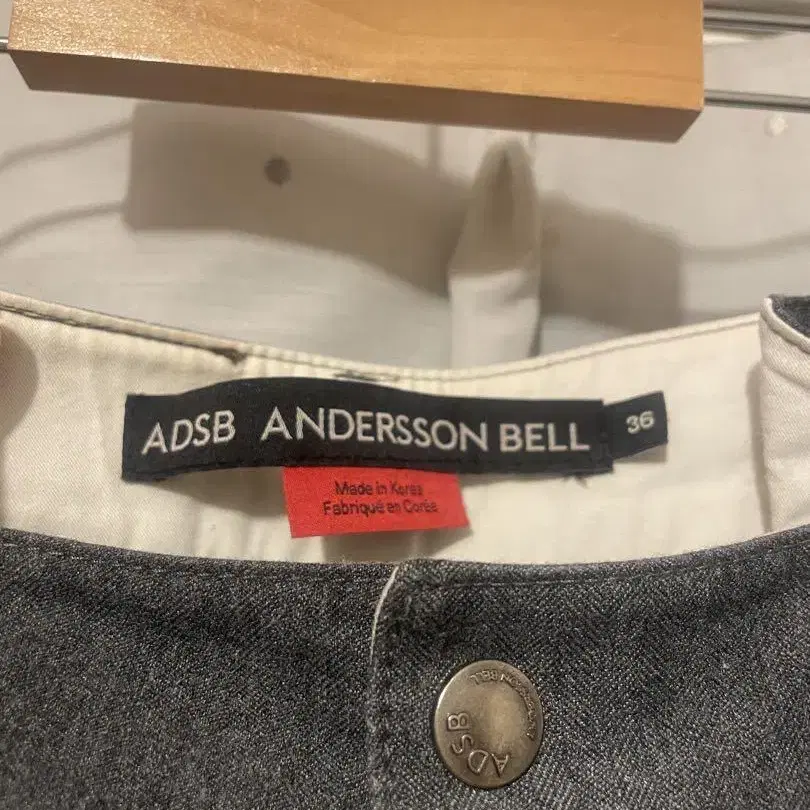 ADSB ANDERSSON BELL
36
Made in Korea
Fabriqué en Corée
ADSB
ANDERSSON BELL